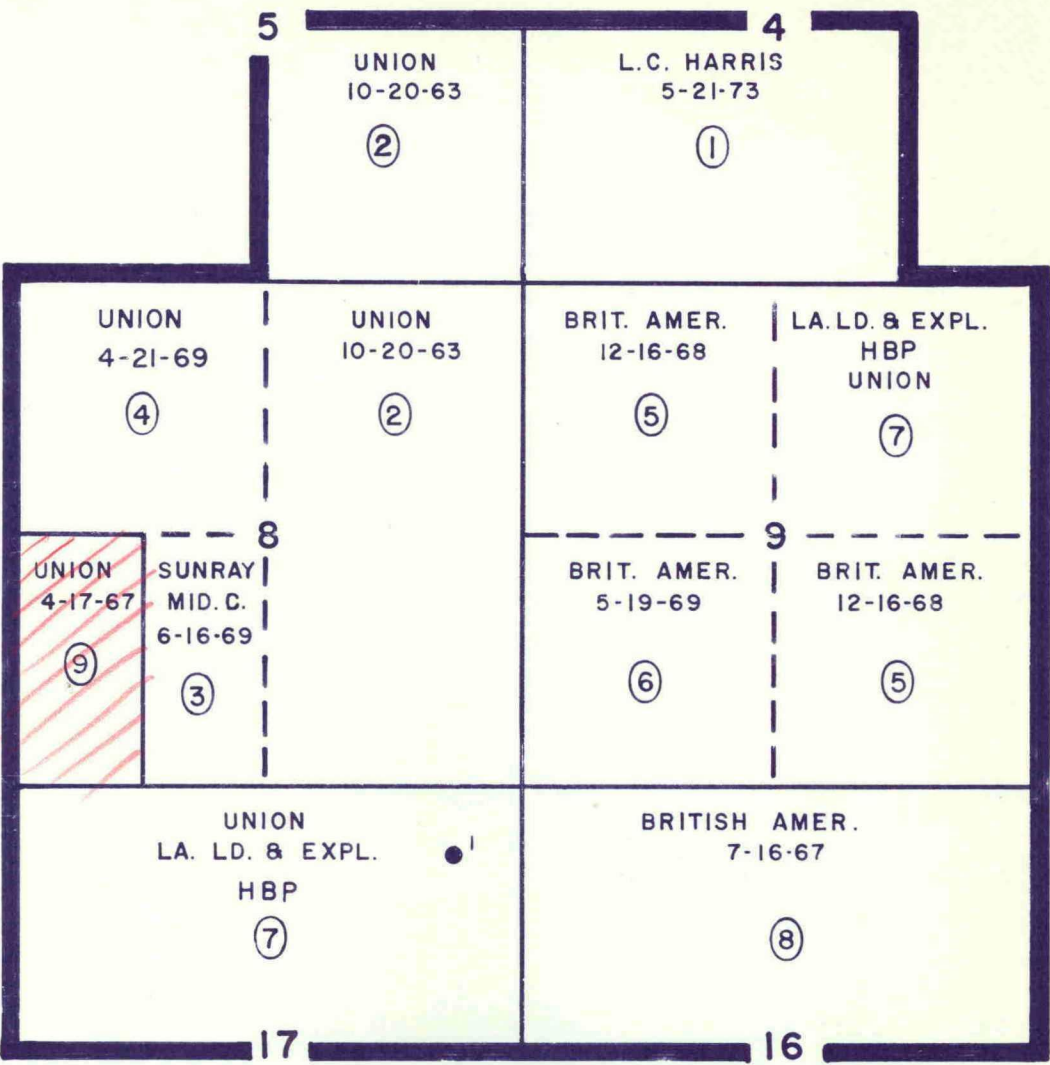 5
4
UNION
10-20-63
2
L.C. HARRIS
5-21-73
1
UNION
4-21-69
4
UNION
10-20-63
2
BRIT. AMER.
12-16-68
5
LA. LD. & EXPL.
HBP
UNION
7
8
9
UNION
4-17-67
9
SUNRAY
MID. C.
6-16-69
3
BRIT. AMER.
5-19-69
6
BRIT. AMER.
12-16-68
5
UNION
LA. LD. & EXPL.
HBP
7
1
BRITISH AMER.
7-16-67
8
17
16